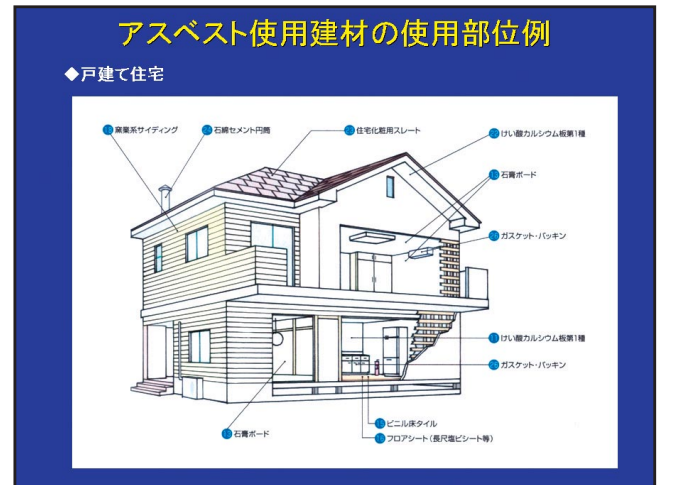 アスベスト使用建材の使用部位例
◆戸建て住宅
窯業系サイディング
石綿セメント円筒
住宅化粧用スレート
けい酸カルシウム板第1種
石膏ボード
ガスケット・パッキン
けい酸カルシウム板第1種
ガスケット・パッキン
ビニル床タイル
石膏ボード
フロアシート(長尺塩ビシート等)